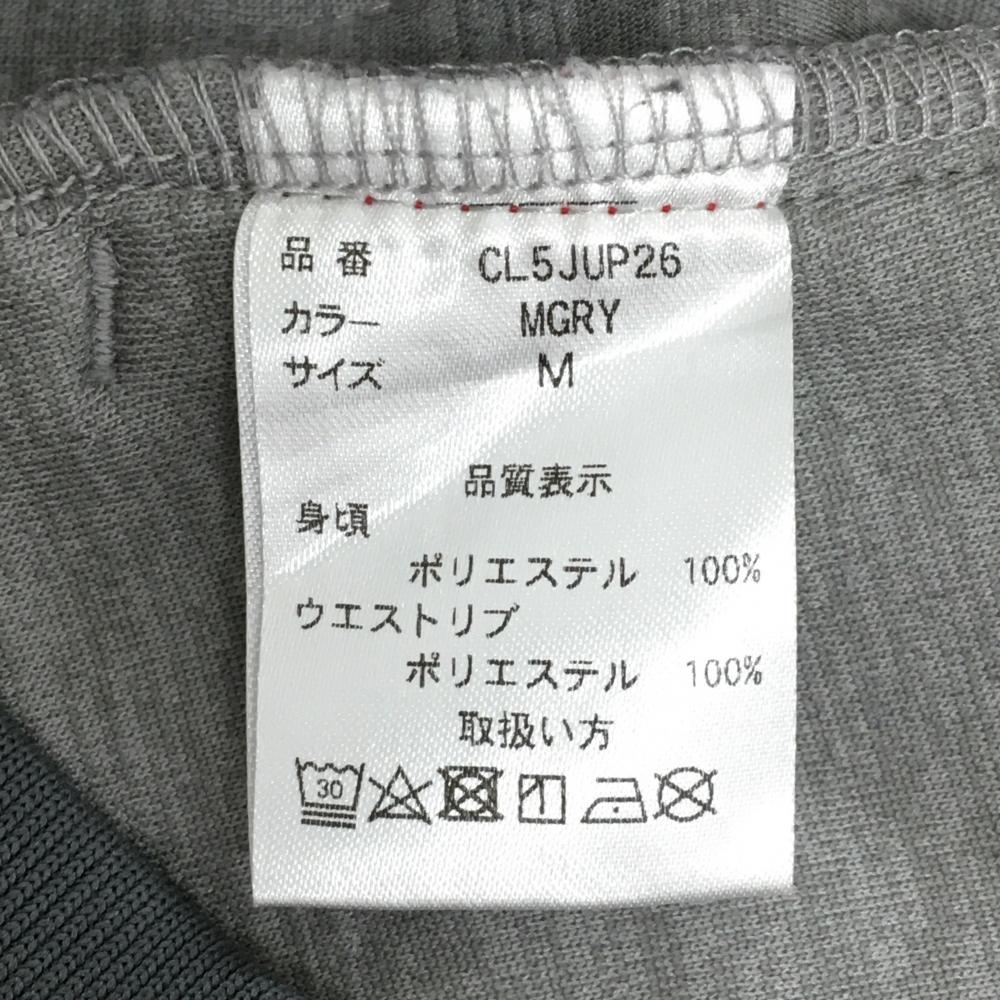 品番 CL5JUP26
カラー MGRY
サイズ M
品質表示
身頃
ポリエステル 100%
ウエストリブ
ポリエステル 100%
取扱い方
30